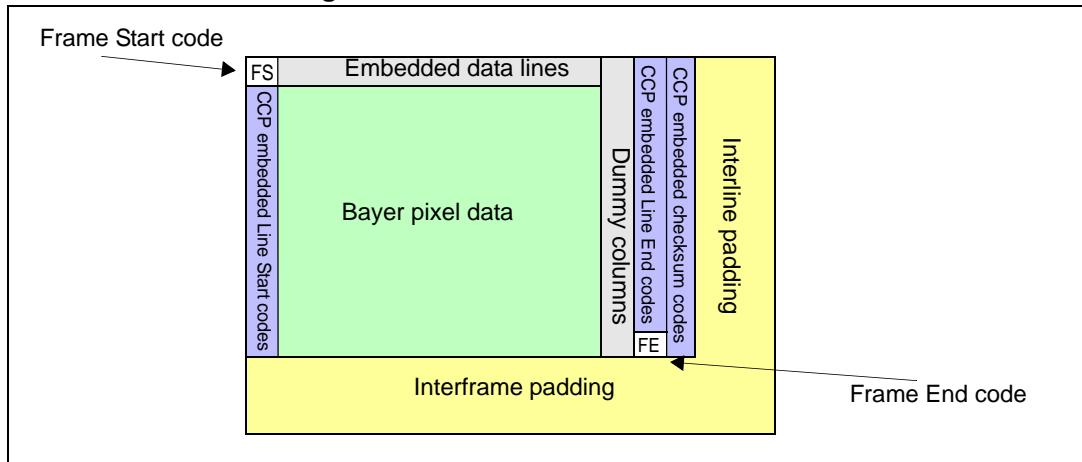 Frame Start code
FS
Embedded data lines
CCP embedded Line Start codes
Bayer pixel data
Dummy columns
CCP embedded Line End codes
CCP embedded checksum codes
Interline padding
FE
Interframe padding
Frame End code